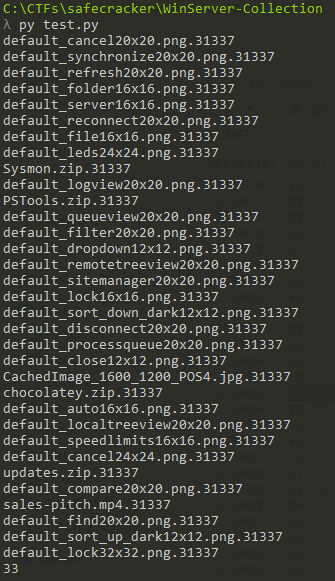 C:\CTFs\safecracker\WinServer-Collection
λ py test.py
default_cancel20x20.png.31337
default_synchronize20x20.png.31337
default_refresh20x20.png.31337
default_folder16x16.png.31337
default_server16x16.png.31337
default_reconnect20x20.png.31337
default_file16x16.png.31337
default_leds24x24.png.31337
Sysmon.zip.31337
default_logview20x20.png.31337
PSTools.zip.31337
default_queueview20x20.png.31337
default_filter20x20.png.31337
default_dropdown12x12.png.31337
default_remotetreeview20x20.png.31337
default_sitemanager20x20.png.31337
default_lock16x16.png.31337
default_sort_down_dark12x12.png.31337
default_disconnect20x20.png.31337
default_processqueue20x20.png.31337
default_close12x12.png.31337
CachedImage_1600_1200_POS4.jpg.31337
chocolatey.zip.31337
default_auto16x16.png.31337
default_localtreeview20x20.png.31337
default_speedlimits16x16.png.31337
default_cancel24x24.png.31337
updates.zip.31337
default_compare20x20.png.31337
sales-pitch.mp4.31337
default_find20x20.png.31337
default_sort_up_dark12x12.png.31337
default_lock32x32.png.31337
33